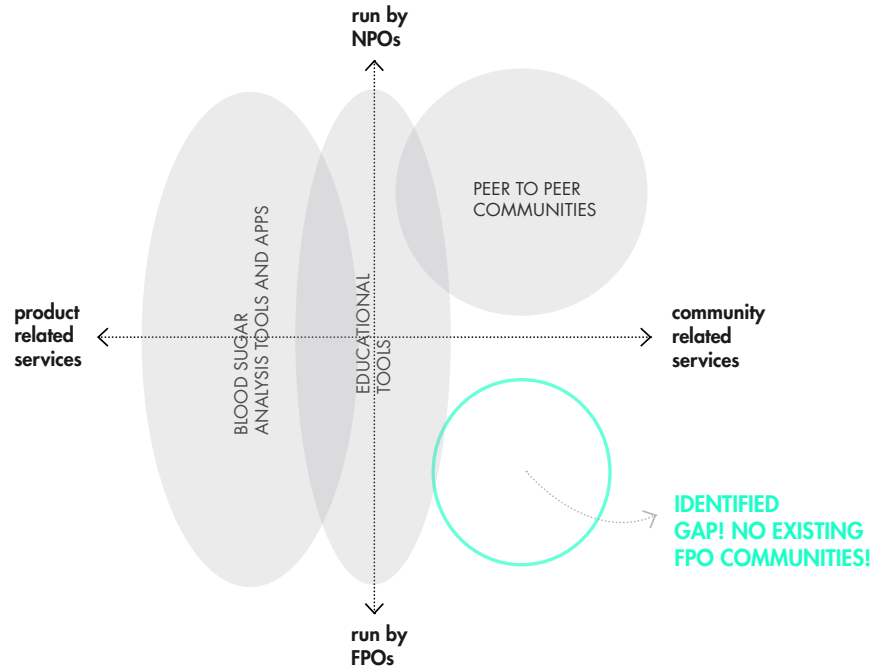 run by
NPOs
PEER TO PEER
COMMUNITIES
BLOOD SUGAR
ANALYSIS TOOLS AND APPS
EDUCATIONAL
TOOLS
product
related
services
community
related
services
IDENTIFIED
GAP! NO EXISTING
FPO COMMUNITIES!
run by
FPOs